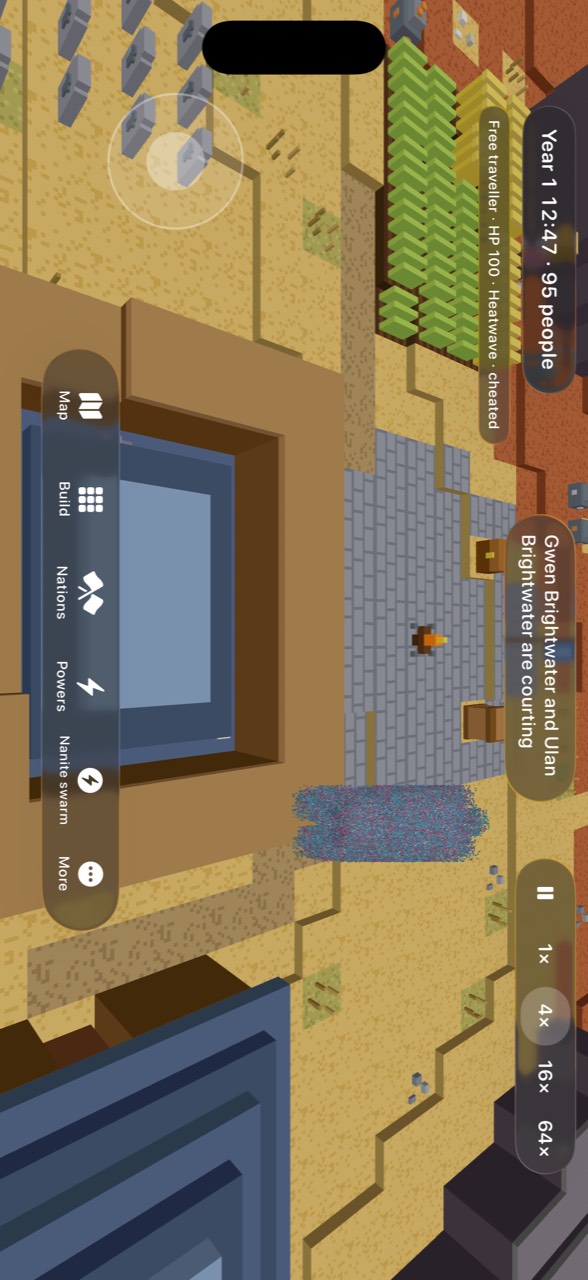 Year 1 12:47 · 95 people
Free traveller · HP 100 · Heatwave · cheated
Gwen Brightwater and Ulan
Brightwater are courting
1×
4×
16×
64×
Map
Build
Nations
Powers
Nanite swarm
More